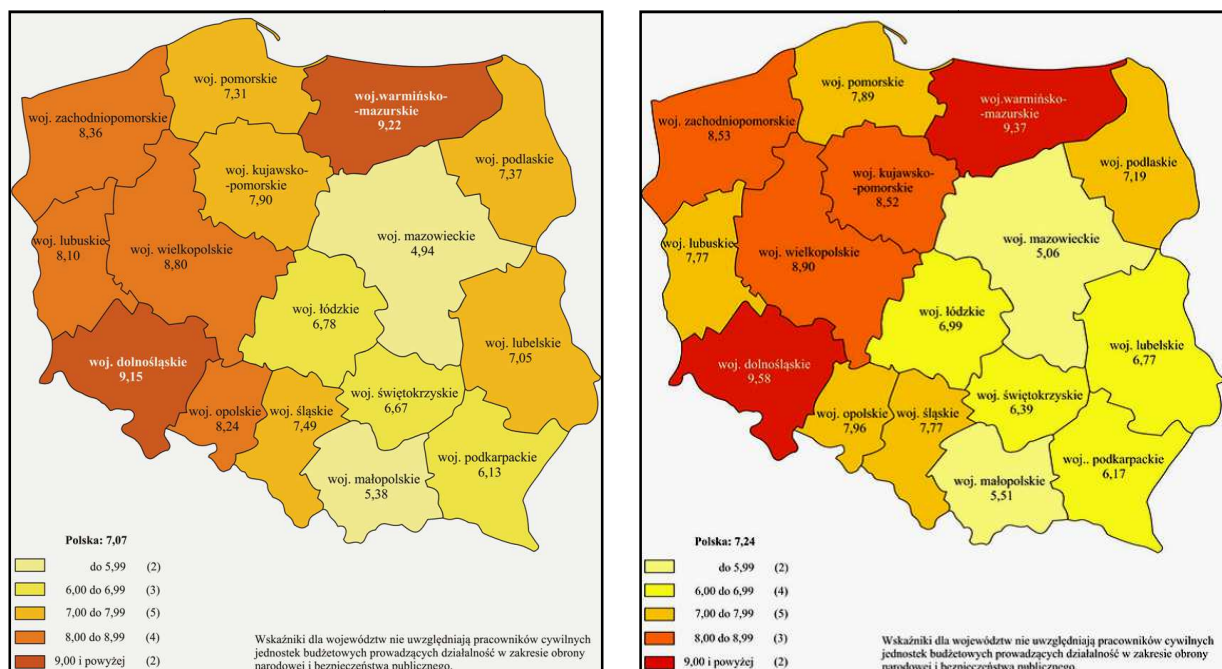 woj. pomorskie
7,31
woj.warmińsko-
-mazurskie
9,22
woj. zachodniopomorskie
8,36
woj. podlaskie
7,37
woj. kujawsko-
-pomorskie
7,90
woj. mazowieckie
4,94
woj. lubuskie
8,10
woj. wielkopolskie
8,80
woj. łódzkie
6,78
woj. lubelskie
7,05
woj. dolnośląskie
9,15
woj. świętokrzyskie
6,67
woj. opolskie
8,24
woj. śląskie
7,49
woj. podkarpackie
6,13
woj. małopolskie
5,38
Polska: 7,07
do 5,99 (2)
6,00 do 6,99 (3)
7,00 do 7,99 (5)
8,00 do 8,99 (4)
9,00 i powyżej (2)
Wskaźniki dla województw nie uwzględniają pracowników cywilnych
jednostek budżetowych prowadzących działalność w zakresie obrony
narodowej i bezpieczeństwa publicznego.
woj. pomorskie
7,89
woj.warmińsko-
-mazurskie
9,37
woj. zachodniopomorskie
8,53
woj. podlaskie
7,19
woj. kujawsko-
-pomorskie
8,52
woj. mazowieckie
5,06
woj. lubuskie
7,77
woj. wielkopolskie
8,90
woj. łódzkie
6,99
woj. lubelskie
6,77
woj. dolnośląskie
9,58
woj. świętokrzyskie
6,39
woj. opolskie
7,96
woj. śląskie
7,77
woj.. podkarpackie
6,17
woj. małopolskie
5,51
Polska: 7,24
do 5,99 (2)
6,00 do 6,99 (4)
7,00 do 7,99 (5)
8,00 do 8,99 (3)
9,00 i powyżej (2)
Wskaźniki dla województw nie uwzględniają pracowników cywilnych
jednostek budżetowych prowadzących działalność w zakresie obrony
narodowej i bezpieczeństwa publicznego.